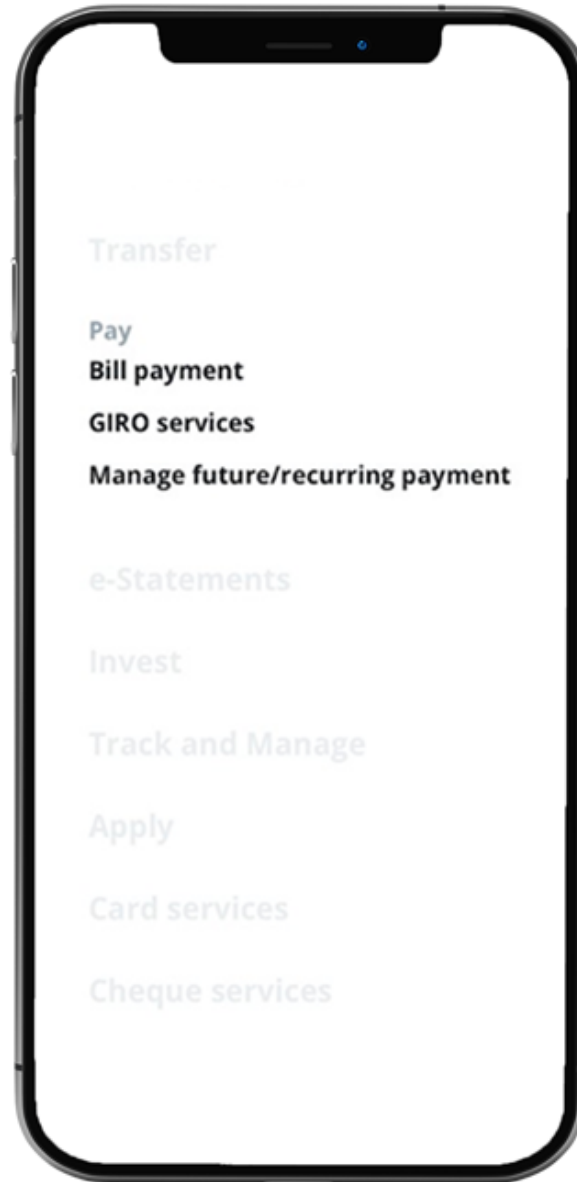 Transfer
Pay
Bill payment
GIRO services
Manage future/recurring payment
e-Statements
Invest
Track and Manage
Apply
Card services
Cheque services